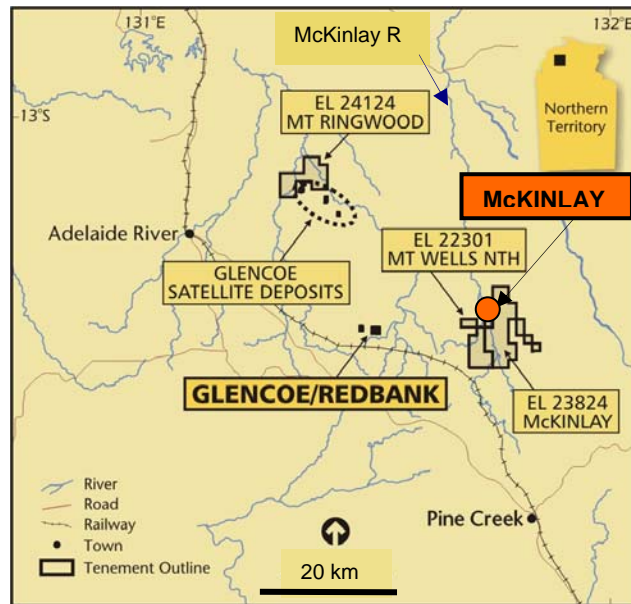 131°E
McKinlay R
132°E
13°S
EL 24124
MT RINGWOOD
Northern
Territory
McKINLAY
Adelaide River
EL 22301
MT WELLS NTH
GLENCOE
SATELLITE DEPOSITS
GLENCOE/REDBANK
EL 23824
McKINLAY
River
Road
Railway
Town
Tenement Outline
Pine Creek
20 km